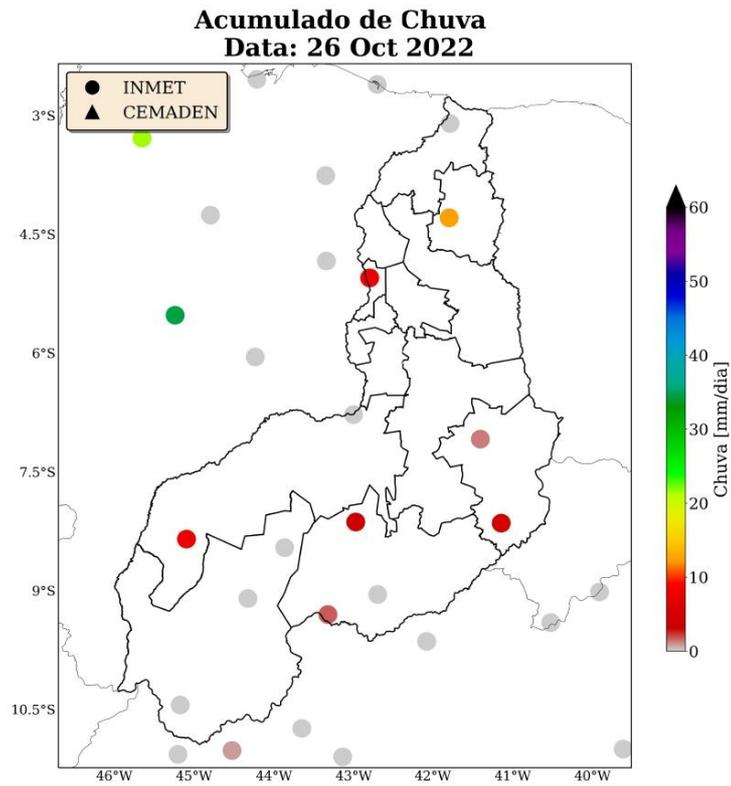 Acumulado de Chuva
Data: 26 Oct 2022
INMET
CEMADEN
3°S
4.5°S
6°S
7.5°S
9°S
10.5°S
46°W 45°W 44°W 43°W 42°W 41°W 40°W
60
50
40
30
20
10
0
Chuva [mm/dia]